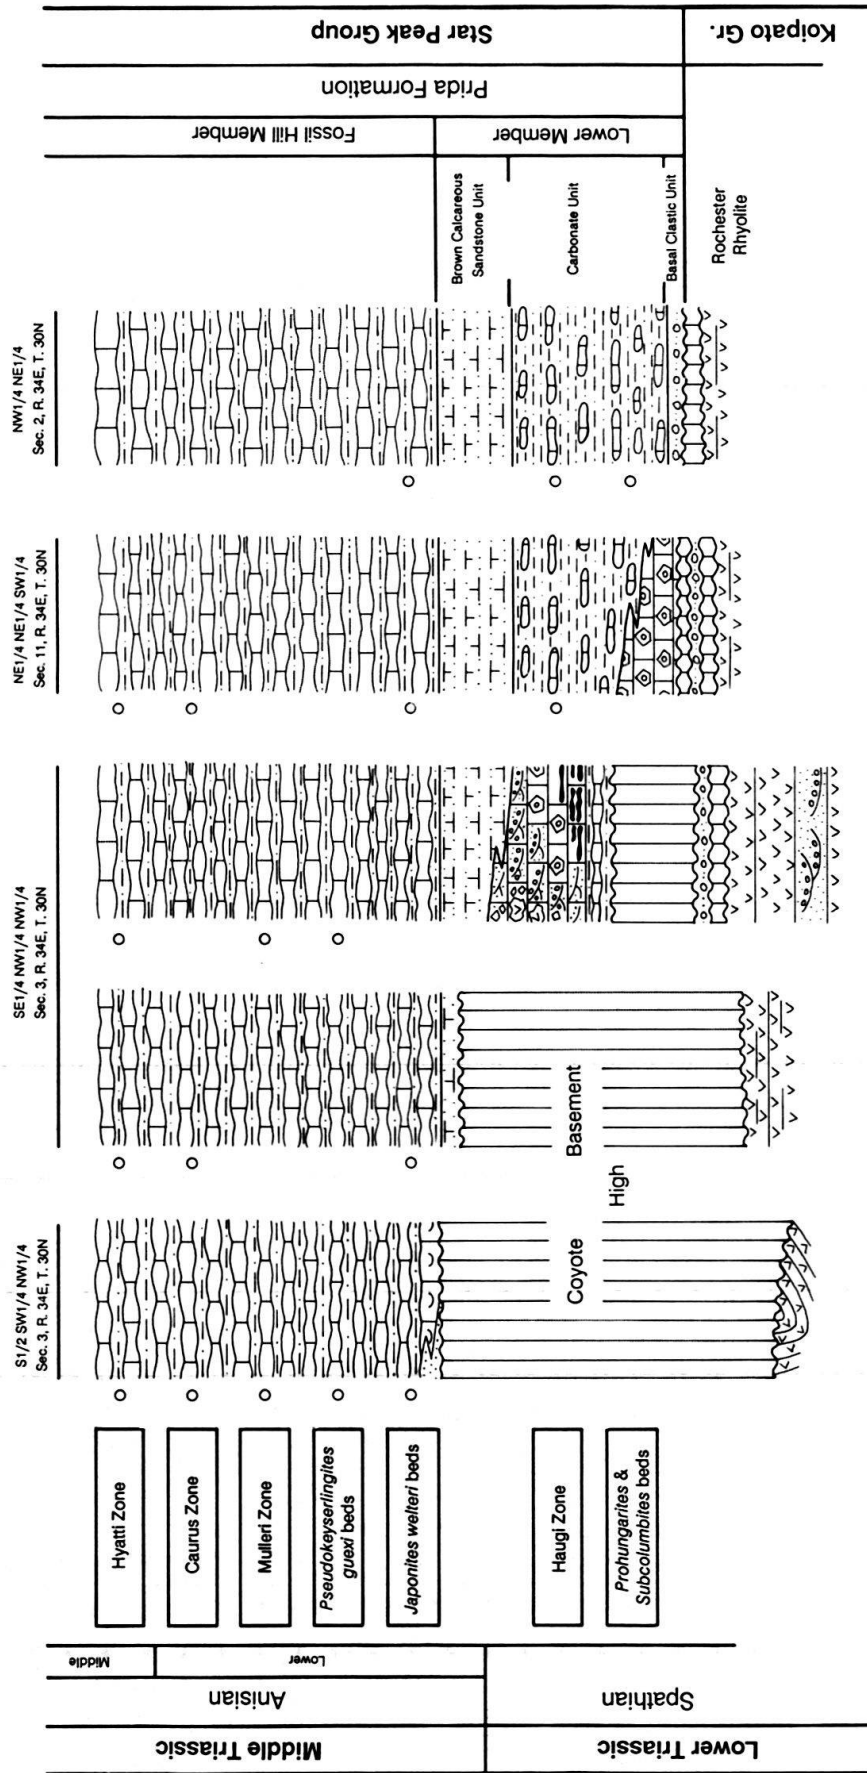 Koipato Gr.
Star Peak Group
Prida Formation
Fossil Hill Member
Lower Member
Brown Calcareous
Sandstone Unit
Carbonate Unit
Basal Clastic Unit
Rochester
Rhyolite
NW1/4 NE1/4
Sec. 2, R. 34E, T. 30N
NE1/4 NE1/4 SW1/4
Sec. 11, R. 34E, T. 30N
SE1/4 NW1/4 NW1/4
Sec. 3, R. 34E, T. 30N
S1/2 SW1/4 NW1/4
Sec. 3, R. 34E, T. 30N
Coyote
Basement
High
Hyatti Zone
Caurus Zone
Mulleri Zone
Pseudokeyserlingites
guexi beds
Japonites welteri beds
Haugi Zone
Prohungarites &
Subcolumbites beds
Middle
Lower
Anisian
Spathian
Middle Triassic
Lower Triassic